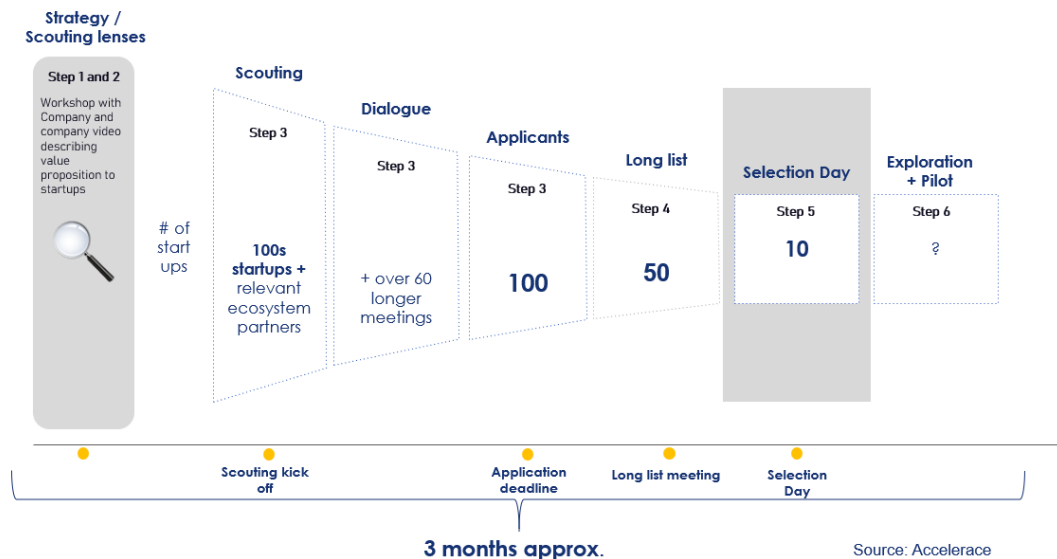 Strategy /
Scouting lenses
Step 1 and 2
Workshop with
Company and
company video
describing
value
proposition to
startups
# of
start
ups
Scouting
Step 3
100s
startups +
relevant
ecosystem
partners
Dialogue
Step 3
+ over 60
longer
meetings
Applicants
Step 3
100
Long list
Step 4
50
Selection Day
Step 5
10
Exploration
+ Pilot
Step 6
?
Scouting kick
off
Application
deadline
Long list meeting
Selection
Day
3 months approx.
Source: Accelerace